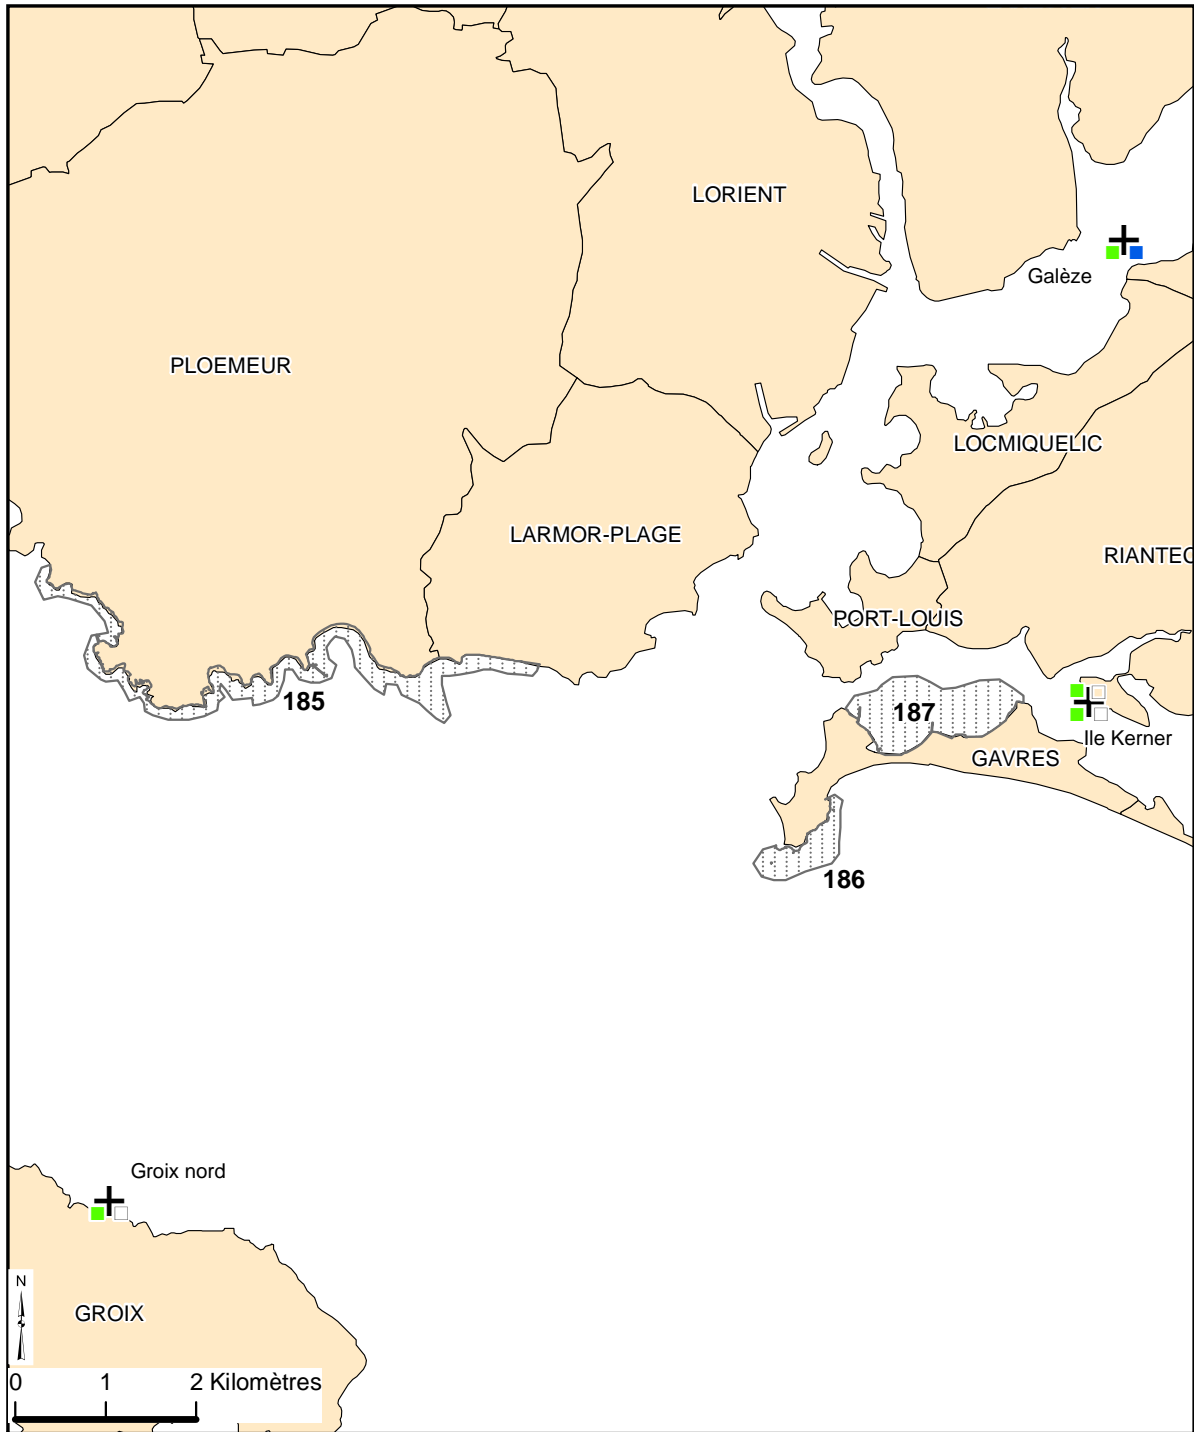 LORIENT
Galèze
PLOEMEUR
LOCMIQUELIC
LARMOR-PLAGE
RIANTEC
PORT-LOUIS
185
187
Ile Kerner
GAVRES
186
Groix nord
N
GROIX
0 1 2 Kilomètres